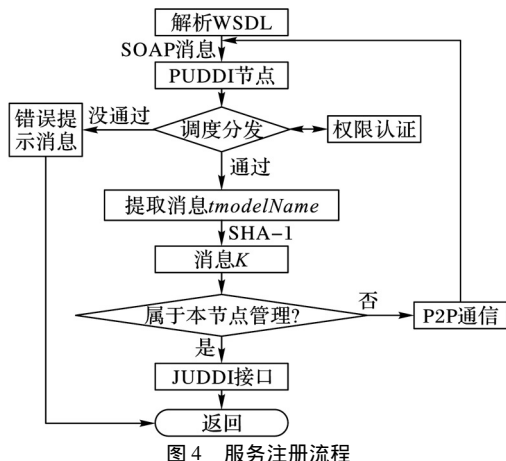 解析WSDL
SOAP消息
PUDDI节点
错误提
示消息
没通过
调度分发
权限认证
通过
提取消息tmodelName
SHA-1
消息K
属于本节点管理?
否
P2P通信
是
JUDDI接口
返回
图4 服务注册流程